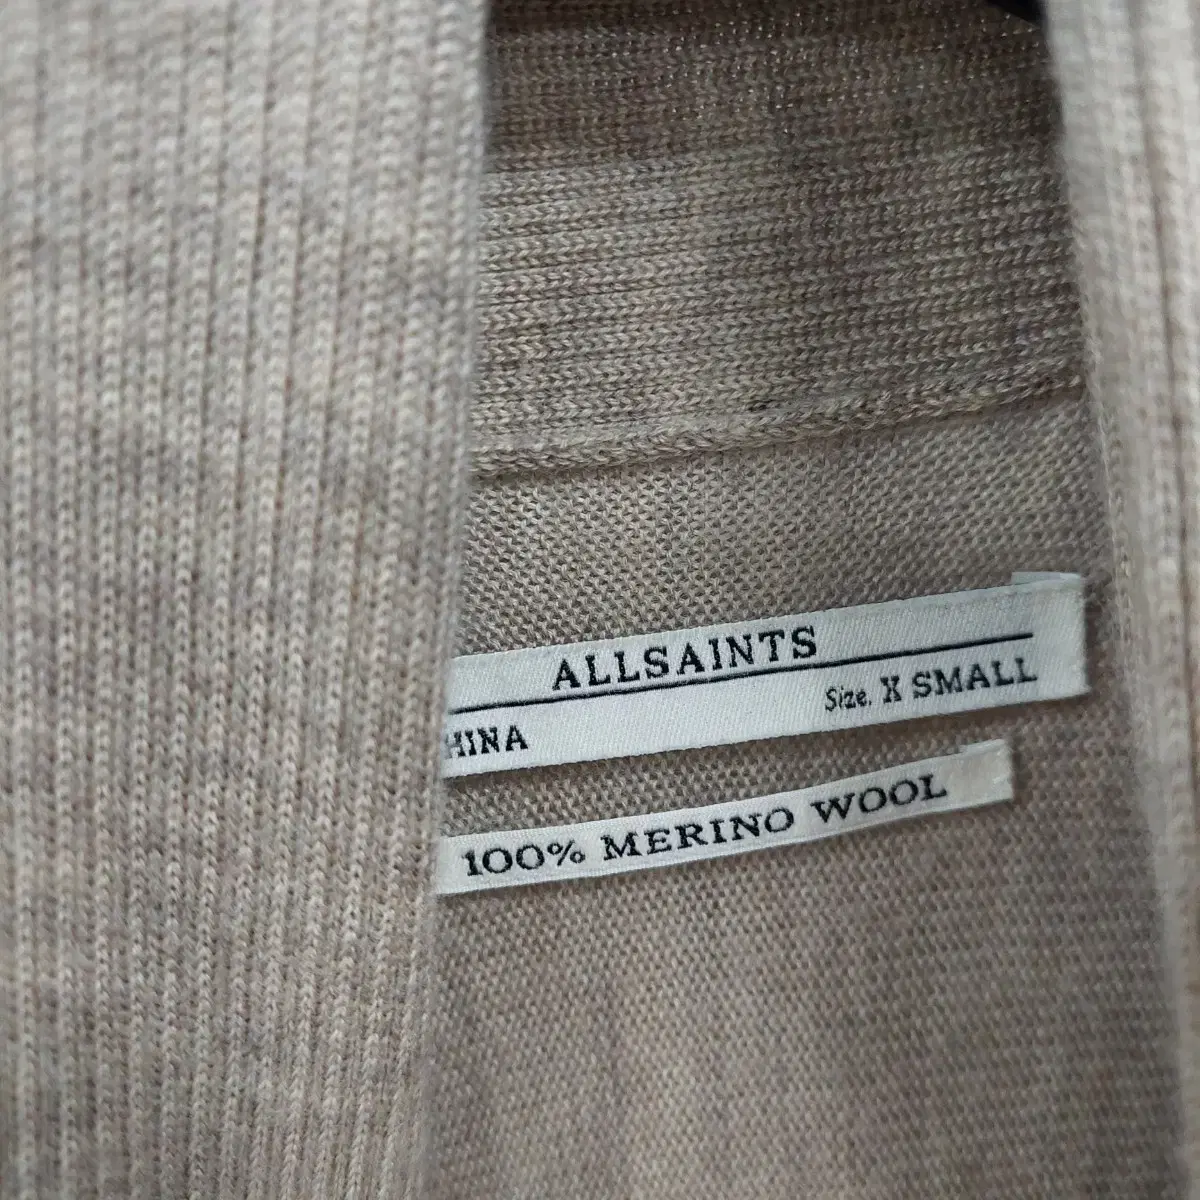 ALLSAINTS
HINA Size. X SMALL
100% MERINO WOOL